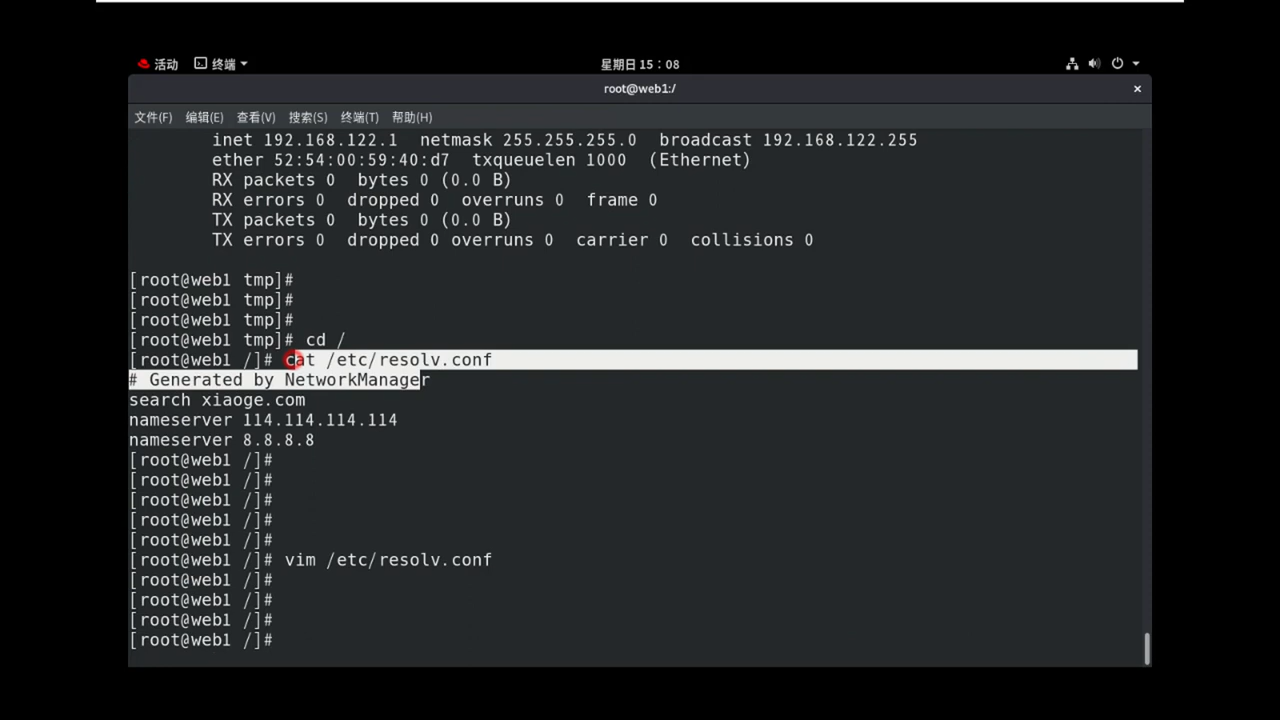 活动 终端 星期日 15：08
root@web1:/
文件(F) 编辑(E) 查看(V) 搜索(S) 终端(T) 帮助(H)
inet 192.168.122.1 netmask 255.255.255.0 broadcast 192.168.122.255
ether 52:54:00:59:40:d7 txqueuelen 1000 (Ethernet)
RX packets 0 bytes 0 (0.0 B)
RX errors 0 dropped 0 overruns 0 frame 0
TX packets 0 bytes 0 (0.0 B)
TX errors 0 dropped 0 overruns 0 carrier 0 collisions 0
[root@web1 tmp]#
[root@web1 tmp]#
[root@web1 tmp]#
[root@web1 tmp]# cd /
[root@web1 /]# cat /etc/resolv.conf
# Generated by NetworkManager
search xiaoge.com
nameserver 114.114.114.114
nameserver 8.8.8.8
[root@web1 /]#
[root@web1 /]#
[root@web1 /]#
[root@web1 /]#
[root@web1 /]#
[root@web1 /]# vim /etc/resolv.conf
[root@web1 /]#
[root@web1 /]#
[root@web1 /]#
[root@web1 /]#